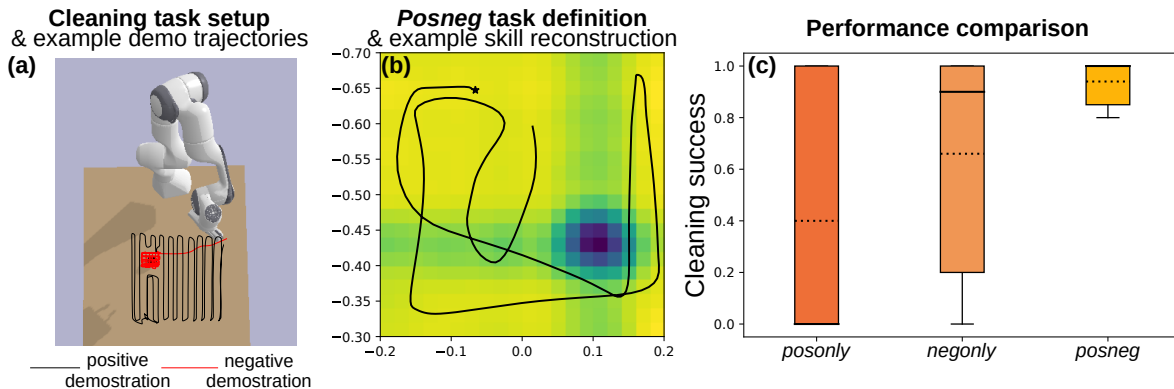 Cleaning task setup
& example demo trajectories
(a)
positive
demostration
negative
demostration
Posneg task definition
& example skill reconstruction
(b)
−0.70
−0.65
−0.60
−0.55
−0.50
−0.45
−0.40
−0.35
−0.30
−0.2
−0.1
0.0
0.1
0.2
Performance comparison
(c)
Cleaning success
1.0
0.8
0.6
0.4
0.2
0.0
posonly
negonly
posneg